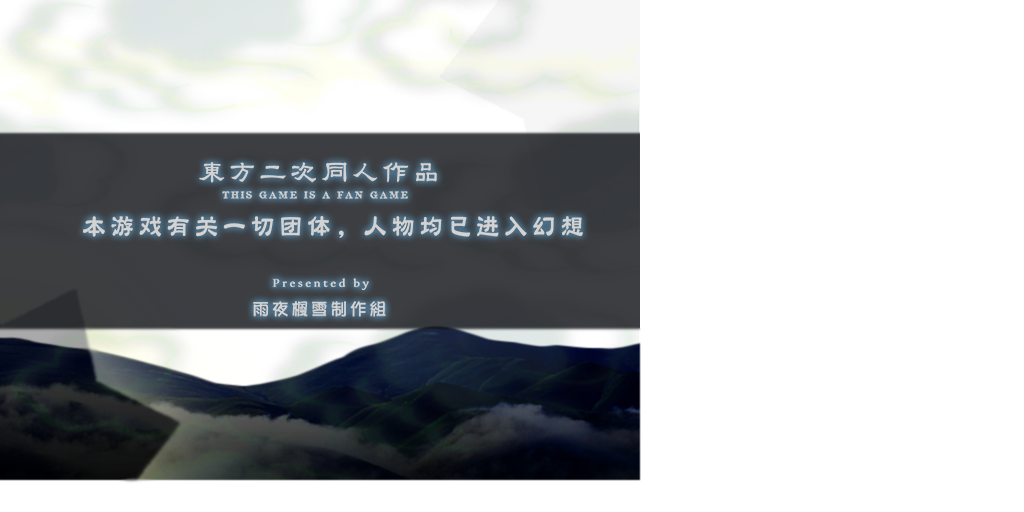 東方二次同人作品
THIS GAME IS A FAN GAME
本游戏有关一切团体，人物均已进入幻想
Presented by
雨夜楓雪制作組